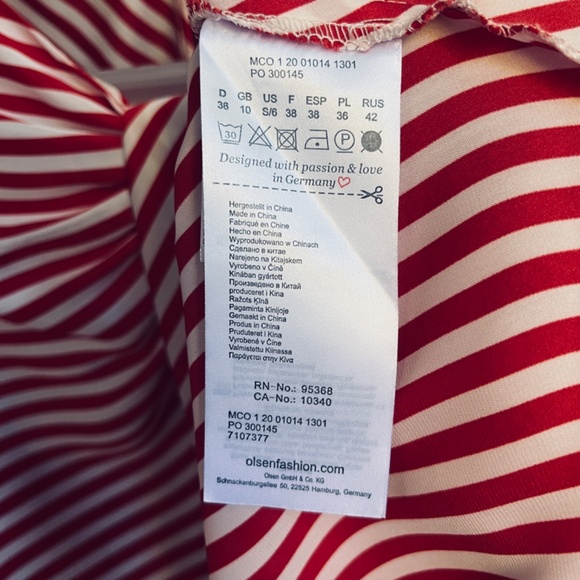 MCO 1 20 01014 1301
PO 300145
D GB US F ESP PL RUS
38 10 S/6 38 38 36 42
30 P
Designed with passion & love
in Germany♡
Hergestellt in China
Made in China
Fabriqué en Chine
Hecho en China
Wyprodukowano w Chinach
Сделано в китае
Narejeno na Kitajskem
Vyrobeno v Číně
Kínában gyártott
Произведено в Китай
produceret i Kina
Ražots Ķīnā
Pagaminta Kinijoje
Gemaakt in China
Produs in China
Pruduteret i Kina
Vyrobené v Číne
Valmistettu Kiinassa
Παράγεται στην Κίνα
RN-No.: 95368
CA-No.: 10340
MCO 1 20 01014 1301
PO 300145
7107377
olsenfashion.com
Olsen GmbH & Co. KG
Schnackenburgallee 50, 22525 Hamburg, Germany